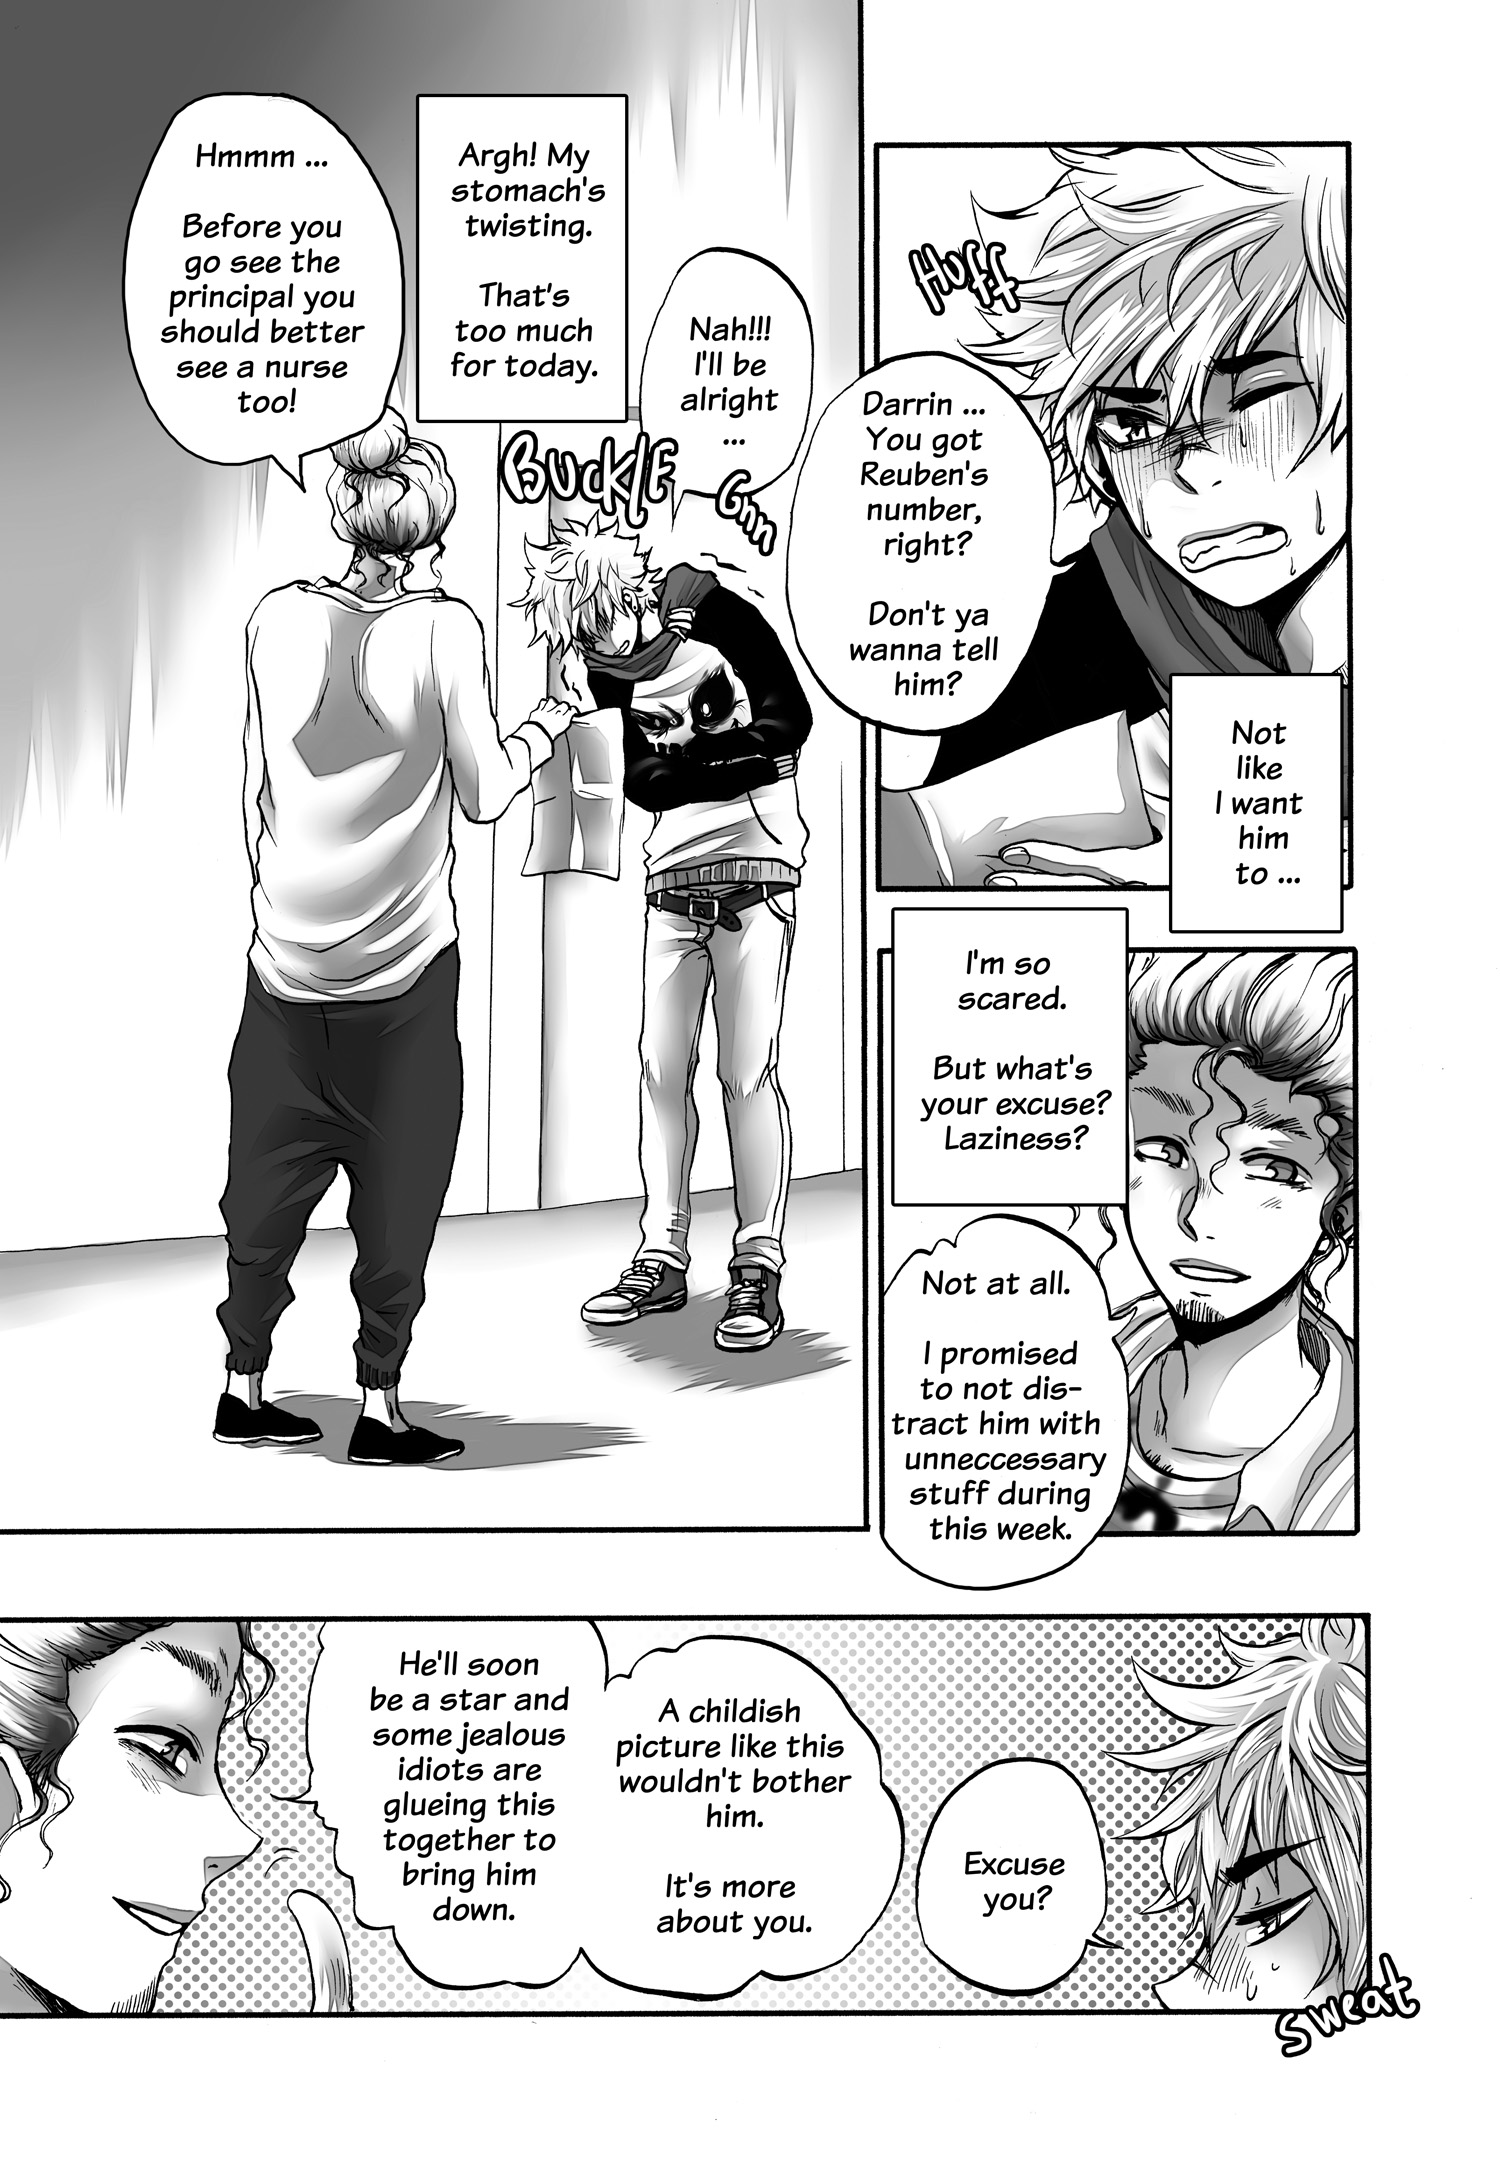 Hmmm ...
Before you
go see the
principal you
should better
see a nurse
too!
Argh! My
stomach's
twisting.
That's
too much
for today.
BUCKLE
Nah!!!
I'll be
alright
...
Gnn
Huff
Darrin ...
You got
Reuben's
number,
right?
Don't ya
wanna tell
him?
Not
like
I want
him
to ...
I'm so
scared.
But what's
your excuse?
Laziness?
Not at all.
I promised
to not dis-
tract him with
unneccessary
stuff during
this week.
He'll soon
be a star and
some jealous
idiots are
glueing this
together to
bring him
down.
A childish
picture like this
wouldn't bother
him.
It's more
about you.
Excuse
you?
Sweat